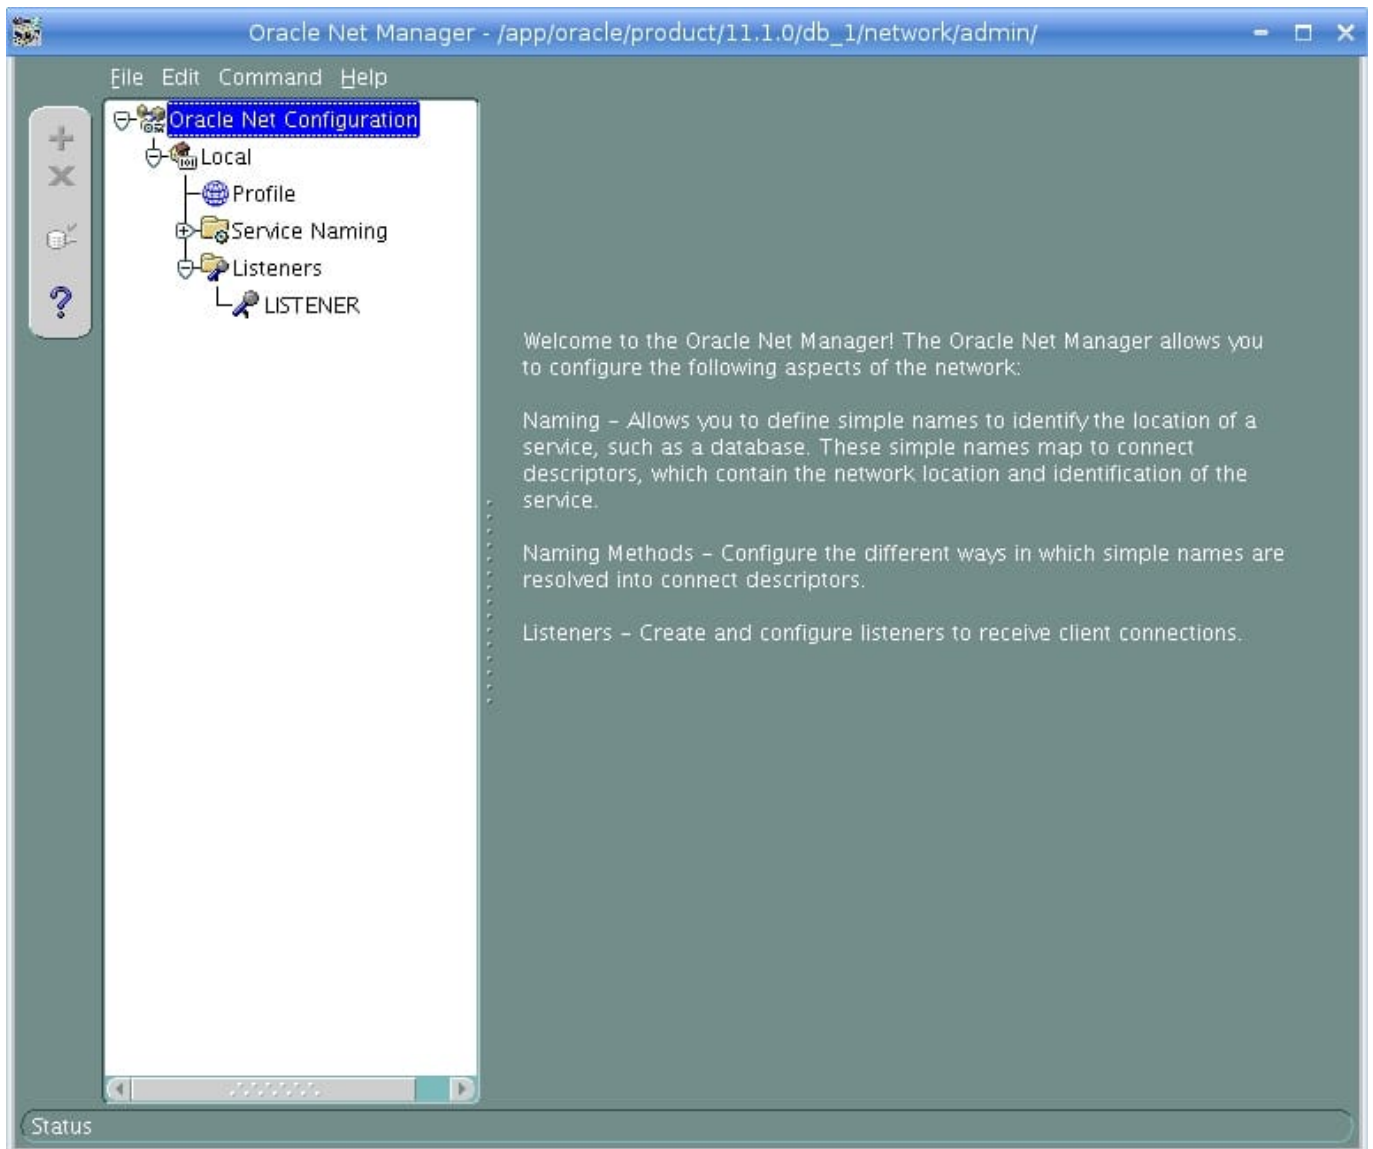 Oracle Net Manager - /app/oracle/product/11.1.0/db_1/network/admin/
File Edit Command Help
Oracle Net Configuration
Local
Profile
Service Naming
Listeners
LISTENER
Welcome to the Oracle Net Manager! The Oracle Net Manager allows you
to configure the following aspects of the network:
Naming – Allows you to define simple names to identify the location of a
service, such as a database. These simple names map to connect
descriptors, which contain the network location and identification of the
service.
Naming Methods – Configure the different ways in which simple names are
resolved into connect descriptors.
Listeners – Create and configure listeners to receive client connections.
Status